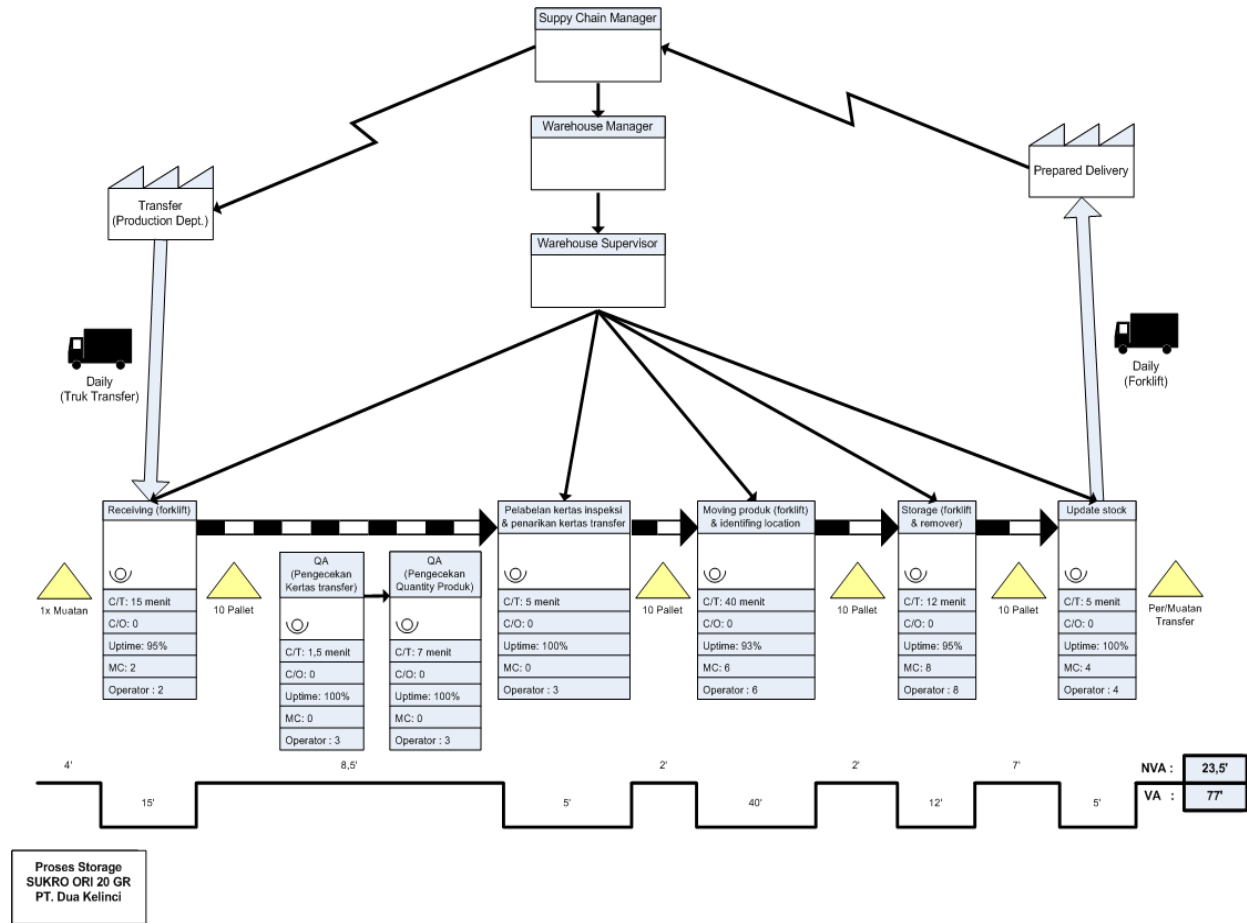 Suppy Chain Manager
Warehouse Manager
Prepared Delivery
Transfer
(Production Dept.)
Warehouse Supervisor
Daily
(Truk Transfer)
Daily
(Forklift)
Receiving (forklift)
C/T: 15 menit
C/O: 0
Uptime: 95%
MC: 2
Operator : 2
1x Muatan
10 Pallet
QA
(Pengecekan
Kertas transfer)
C/T: 1,5 menit
C/O: 0
Uptime: 100%
MC: 0
Operator : 3
QA
(Pengecekan
Quantity Produk)
C/T: 7 menit
C/O: 0
Uptime: 100%
MC: 0
Operator : 3
Pelabelan kertas inspeksi
& penarikan kertas transfer
C/T: 5 menit
C/O: 0
Uptime: 100%
MC: 0
Operator : 3
10 Pallet
Moving produk (forklift)
& identifing location
C/T: 40 menit
C/O: 0
Uptime: 93%
MC: 6
Operator : 6
10 Pallet
Storage (forklift
& remover)
C/T: 12 menit
C/O: 0
Uptime: 95%
MC: 8
Operator : 8
10 Pallet
Update stock
C/T: 5 menit
C/O: 0
Uptime: 100%
MC: 4
Operator : 4
Per/Muatan
Transfer
4'
8,5'
2'
2'
7'
NVA : 23,5'
15'
5'
40'
12'
5'
VA : 77'
Proses Storage
SUKRO ORI 20 GR
PT. Dua Kelinci